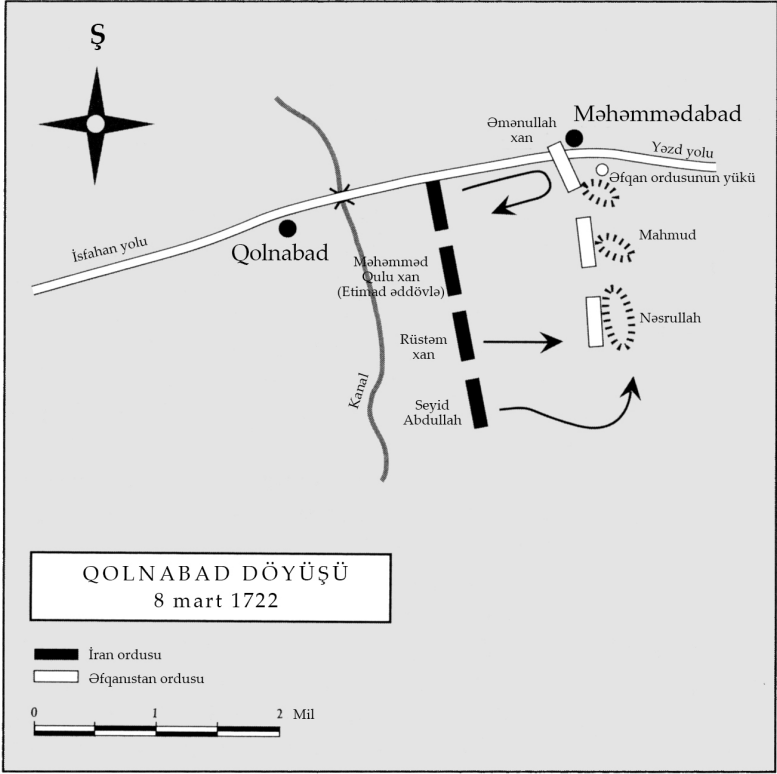 Ş
Məhəmmədabad
Əmənullah
xan
Yəzd yolu
Əfqan ordusunun yükü
Mahmud
Nəsrullah
İsfahan yolu
Qolnabad
Məhəmməd
Qulu xan
(Etimad əddövlə)
Rüstəm
xan
Seyid
Abdullah
Kanal
QOLNABAD DÖYÜŞÜ
8 mart 1722
İran ordusu
Əfqanıstan ordusu
0 1 2 Mil